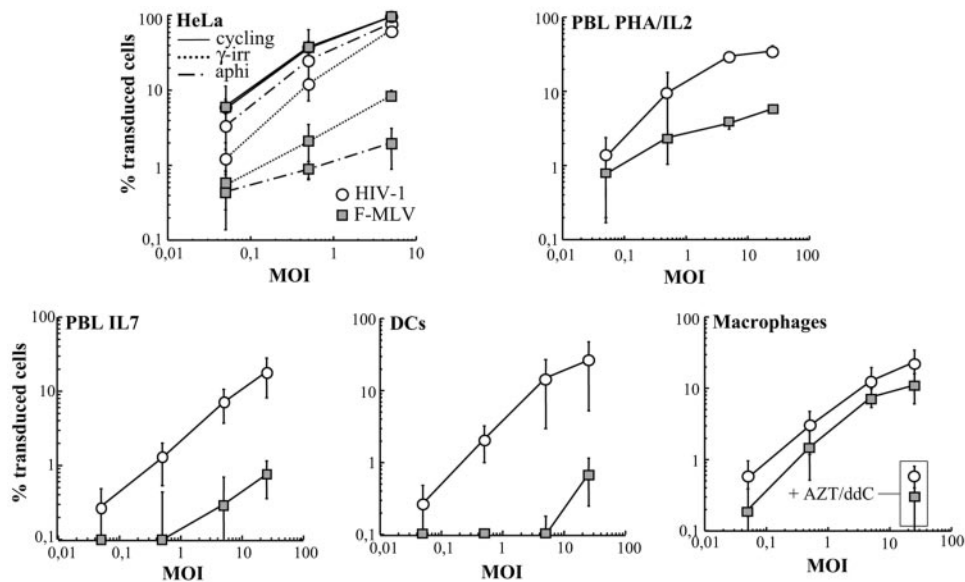 HeLa
cycling
γ-irr
aphi
100
10
1
0,1
% transduced cells
HIV-1
F-MLV
0,01 0,1 1 10
MOI
PBL PHA/IL2
100
10
1
0,1
0,01 0,1 1 10 100
MOI
PBL IL7
100
10
1
0,1
% transduced cells
0,01 0,1 1 10 100
MOI
DCs
100
10
1
0,1
0,01 0,1 1 10 100
MOI
Macrophages
100
10
1
0,1
+ AZT/ddC
0,01 0,1 1 10 100
MOI